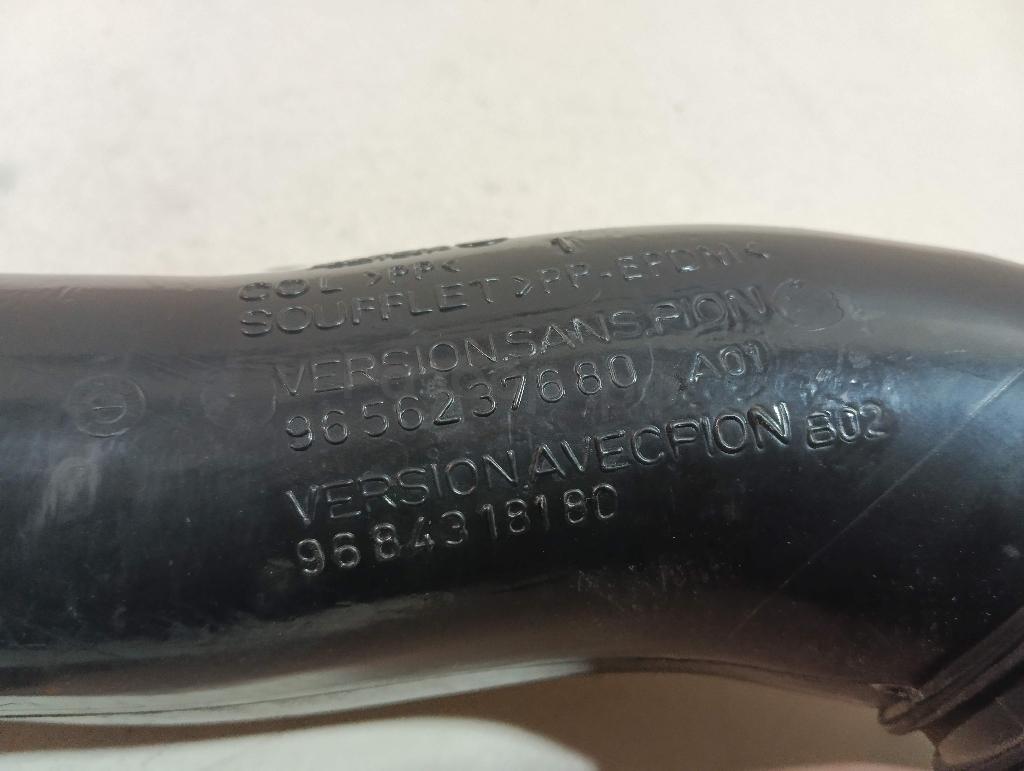 COL >PP<
SOUFFLET>PP-EPDM<
VERSION.SANS.PION
9656237680 A01
VERSION.AVECPION B02
9684318180